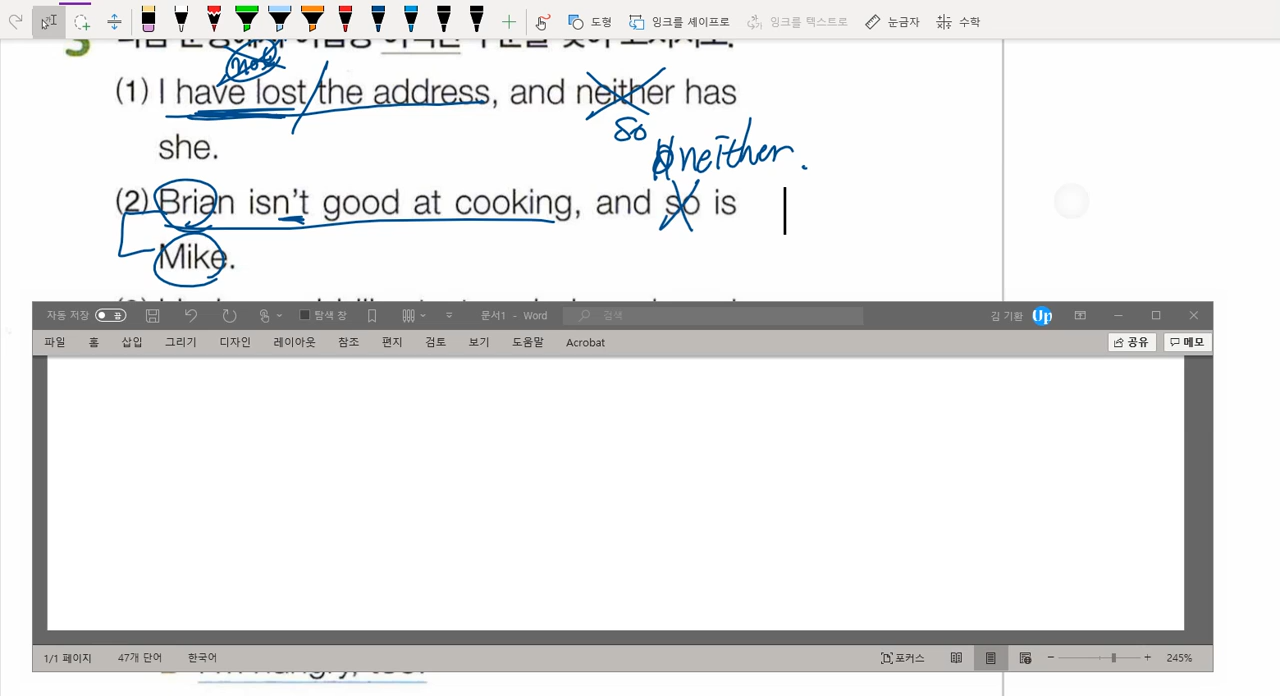 도형 잉크를 셰이프로 잉크를 텍스트로 눈금자 수학
3
not
(1) I have lost the address, and neither has
she.
so
neither.
(2) Brian isn't good at cooking, and so is
Mike.
자동 저장 끔 탐색 창 문서1 - Word 검색 김 기환 Up
파일 홈 삽입 그리기 디자인 레이아웃 참조 편지 검토 보기 도움말 Acrobat 공유 메모
1/1 페이지 47개 단어 한국어 포커스 245%
I'm hungry, too.